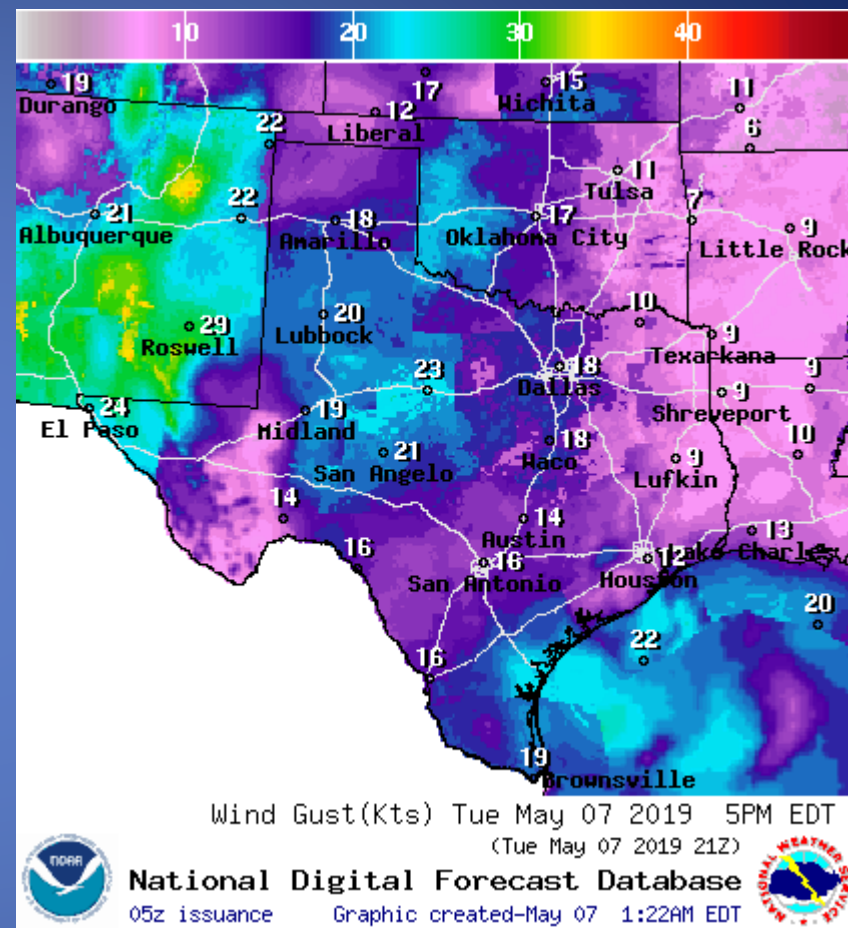 10 20 30 40
19 17 15 11
Durango 12 Wichita
22 Liberal 6
11
Tulsa
21 22 18 17 7 9
Albuquerque Amarillo Oklahoma City Little Rock
29 20 10
Roswell Lubbock 9
Texarkana
23 18
Dallas 9 9
24 19 Shreveport
El Paso Midland
21 18 10
San Angelo Waco 9
Lufkin
14 14 13
Austin
16 16 12 Lake Charles
San Antonio Houston
20
22
16
19
Brownsville
Wind Gust(Kts) Tue May 07 2019 5PM EDT
(Tue May 07 2019 21Z)
NOAA
National Digital Forecast Database
05z issuance Graphic created-May 07 1:22AM EDT
NATIONAL WEATHER SERVICE